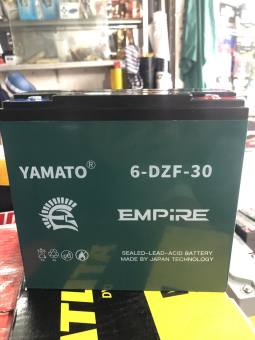 YAMATO® 6-DZF-30
EMPIRE
SEALED-LEAD-ACID BATTERY
MADE BY JAPAN TECHNOLOGY